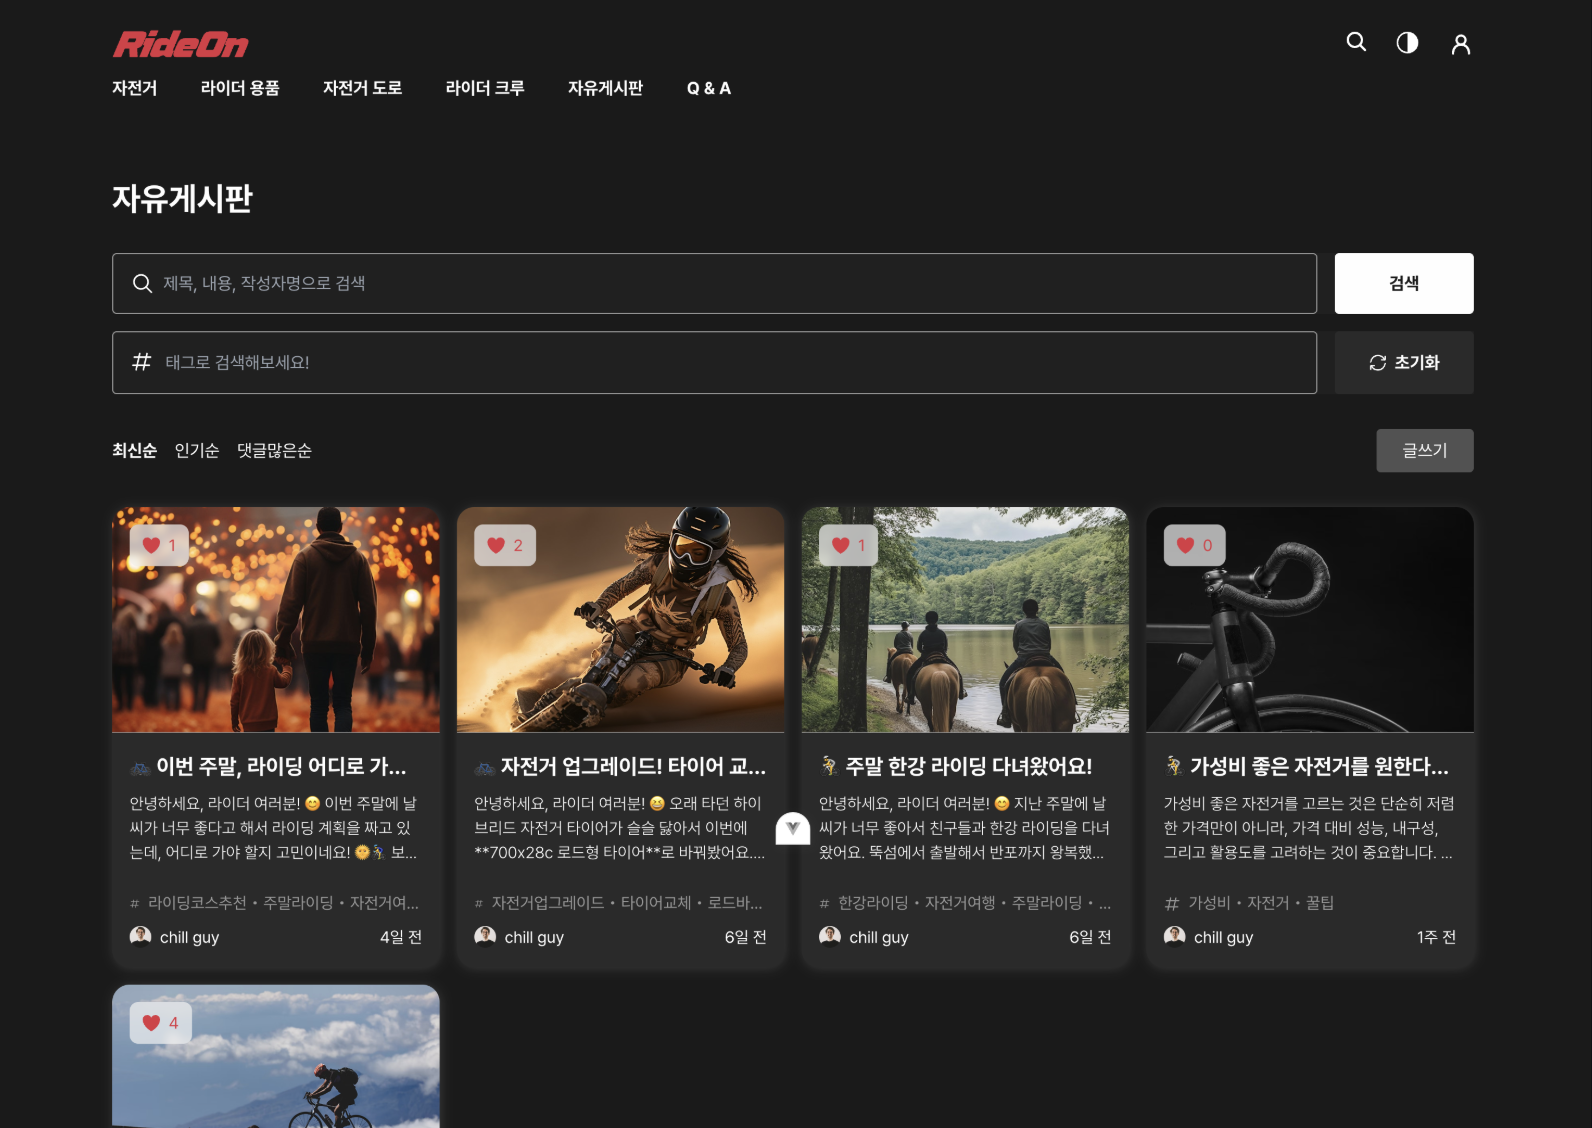 RideOn
자전거 라이더 용품 자전거 도로 라이더 크루 자유게시판 Q & A
자유게시판
제목, 내용, 작성자명으로 검색 검색
# 태그로 검색해보세요! 초기화
최신순 인기순 댓글많은순 글쓰기
1
2
1
0
🚲 이번 주말, 라이딩 어디로 가...
안녕하세요, 라이더 여러분! 😊 이번 주말에 날
씨가 너무 좋다고 해서 라이딩 계획을 짜고 있
는데, 어디로 가야 할지 고민이네요! 🌞🚴‍♂️ 보...
# 라이딩코스추천 • 주말라이딩 • 자전거여...
chill guy 4일 전
🚲 자전거 업그레이드! 타이어 교...
안녕하세요, 라이더 여러분! 😆 오래 타던 하이
브리드 자전거 타이어가 슬슬 닳아서 이번에
**700x28c 로드형 타이어**로 바꿔봤어요....
# 자전거업그레이드 • 타이어교체 • 로드바...
chill guy 6일 전
🚴 주말 한강 라이딩 다녀왔어요!
안녕하세요, 라이더 여러분! 😊 지난 주말에 날
씨가 너무 좋아서 친구들과 한강 라이딩을 다녀
왔어요. 뚝섬에서 출발해서 반포까지 왕복했...
# 한강라이딩 • 자전거여행 • 주말라이딩 • ...
chill guy 6일 전
🚴 가성비 좋은 자전거를 원한다...
가성비 좋은 자전거를 고르는 것은 단순히 저렴
한 가격만이 아니라, 가격 대비 성능, 내구성,
그리고 활용도를 고려하는 것이 중요합니다. ...
# 가성비 • 자전거 • 꿀팁
chill guy 1주 전
4